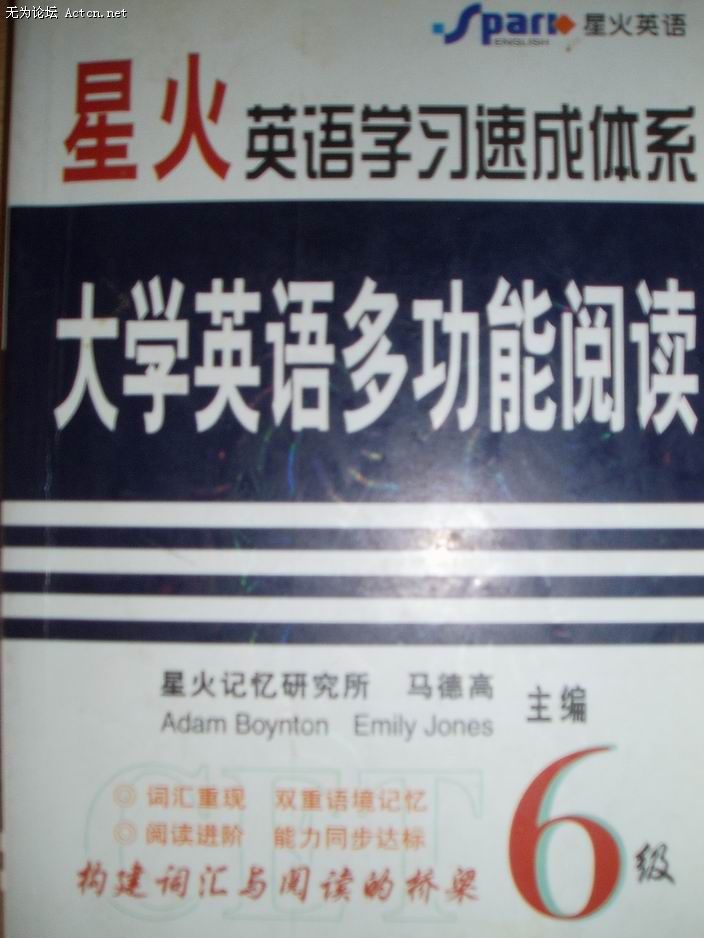 无为论坛 Actcn.net
Spark 星火英语
ENGLISH
星火 英语学习速成体系
大学英语多功能阅读
星火记忆研究所 马德高 主编
Adam Boynton Emily Jones
CET
◎ 词汇重现 双重语境记忆
◎ 阅读进阶 能力同步达标
构建词汇与阅读的桥梁
6级